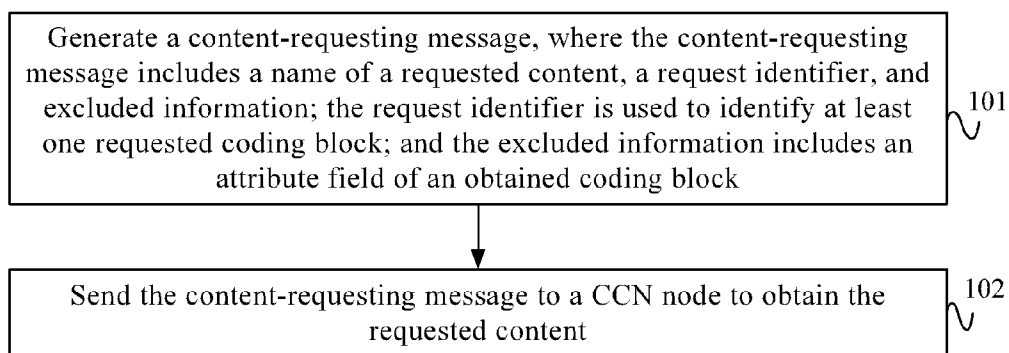 Generate a content-requesting message, where the content-requesting
message includes a name of a requested content, a request identifier, and
excluded information; the request identifier is used to identify at least
one requested coding block; and the excluded information includes an
attribute field of an obtained coding block
101
Send the content-requesting message to a CCN node to obtain the
requested content
102